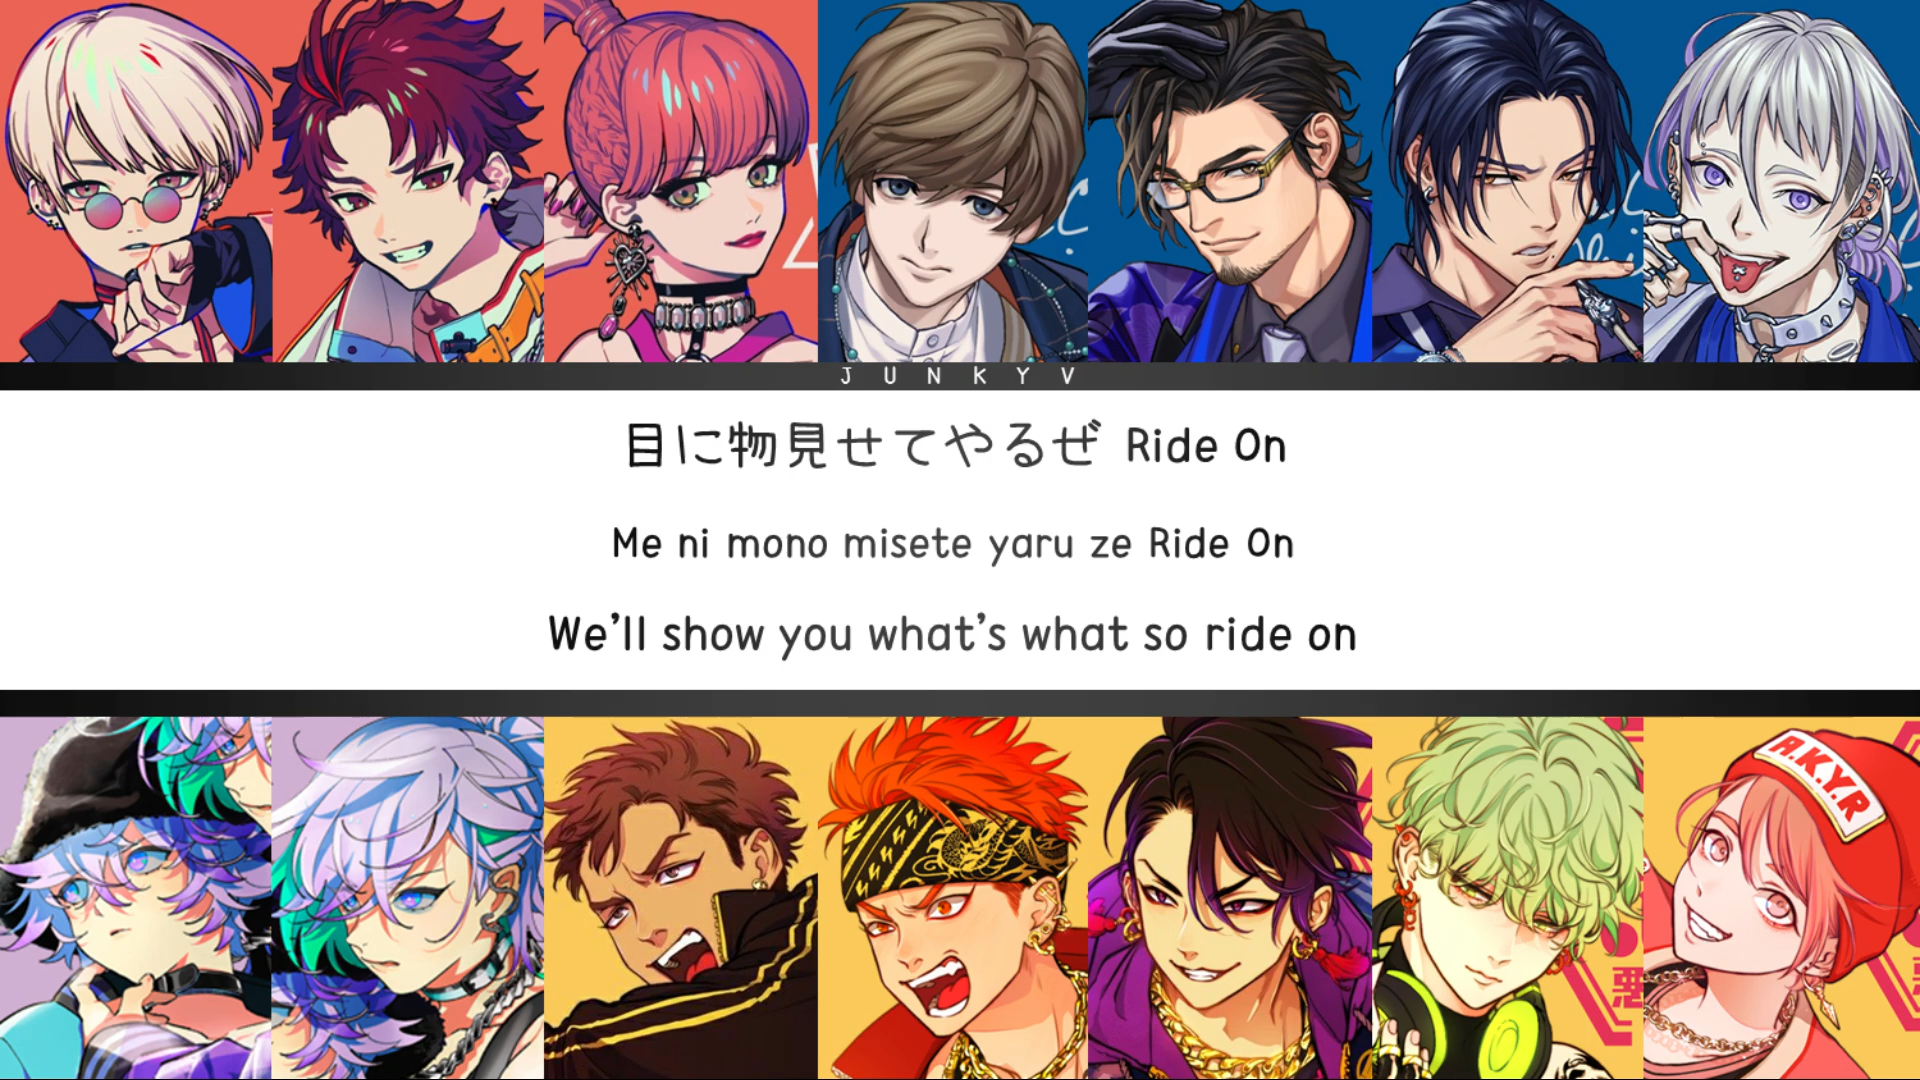 J U N K Y V
目に物見せてやるぜ Ride On
Me ni mono misete yaru ze Ride On
We'll show you what's what so ride on
A.K.Y.R
悪